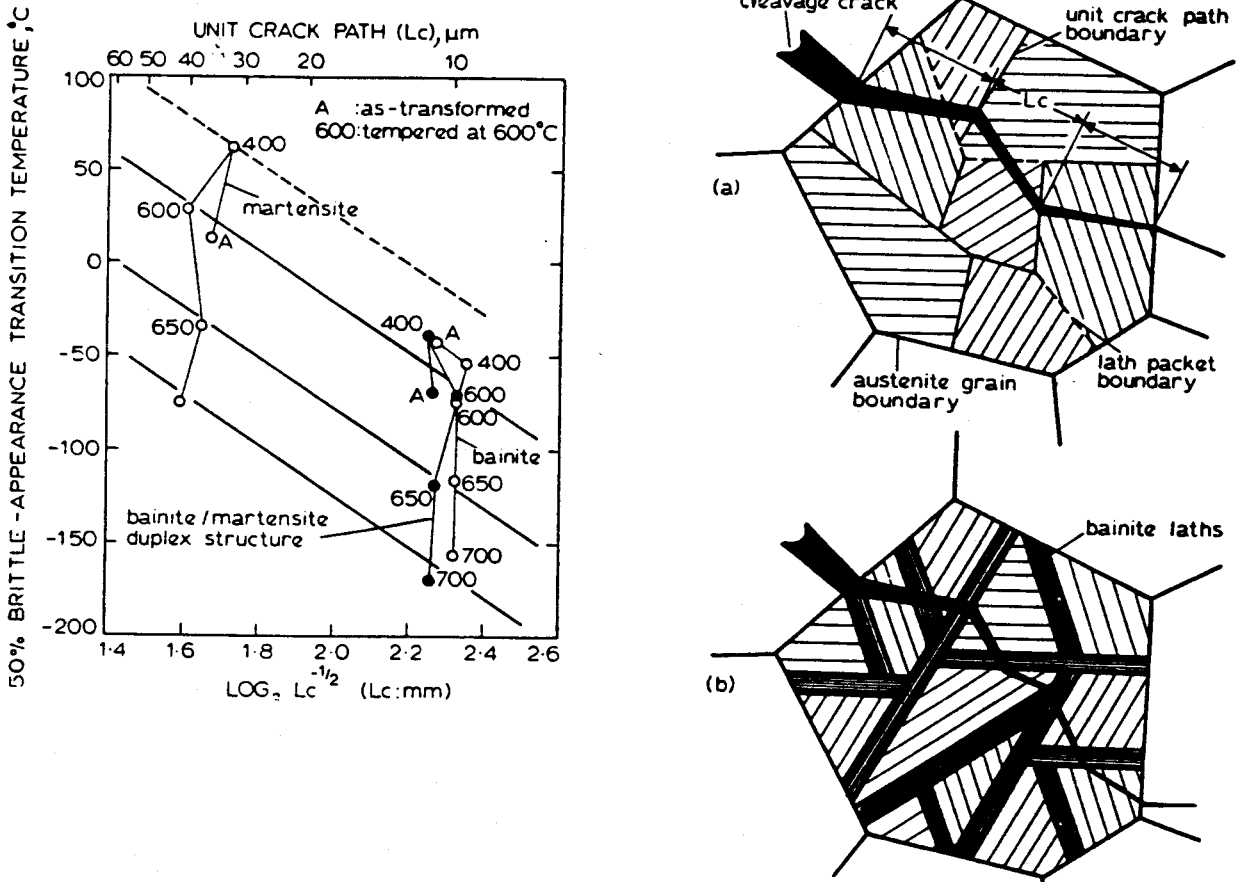 UNIT CRACK PATH (Lc), µm
60 50 40 30 20 10
50% BRITTLE-APPEARANCE TRANSITION TEMPERATURE, °C
100
50
0
-50
-100
-150
-200
A :as-transformed
600:tempered at 600°C
400
600
martensite
A
650
400
A
400
A
600
600
bainite
650
650
bainite/martensite
duplex structure
700
700
1·4 1·6 1·8 2·0 2·2 2·4 2·6
LOG Lc -1/2 (Lc:mm)
cleavage crack
unit crack path
boundary
Lc
(a)
lath packet
boundary
austenite grain
boundary
bainite laths
(b)